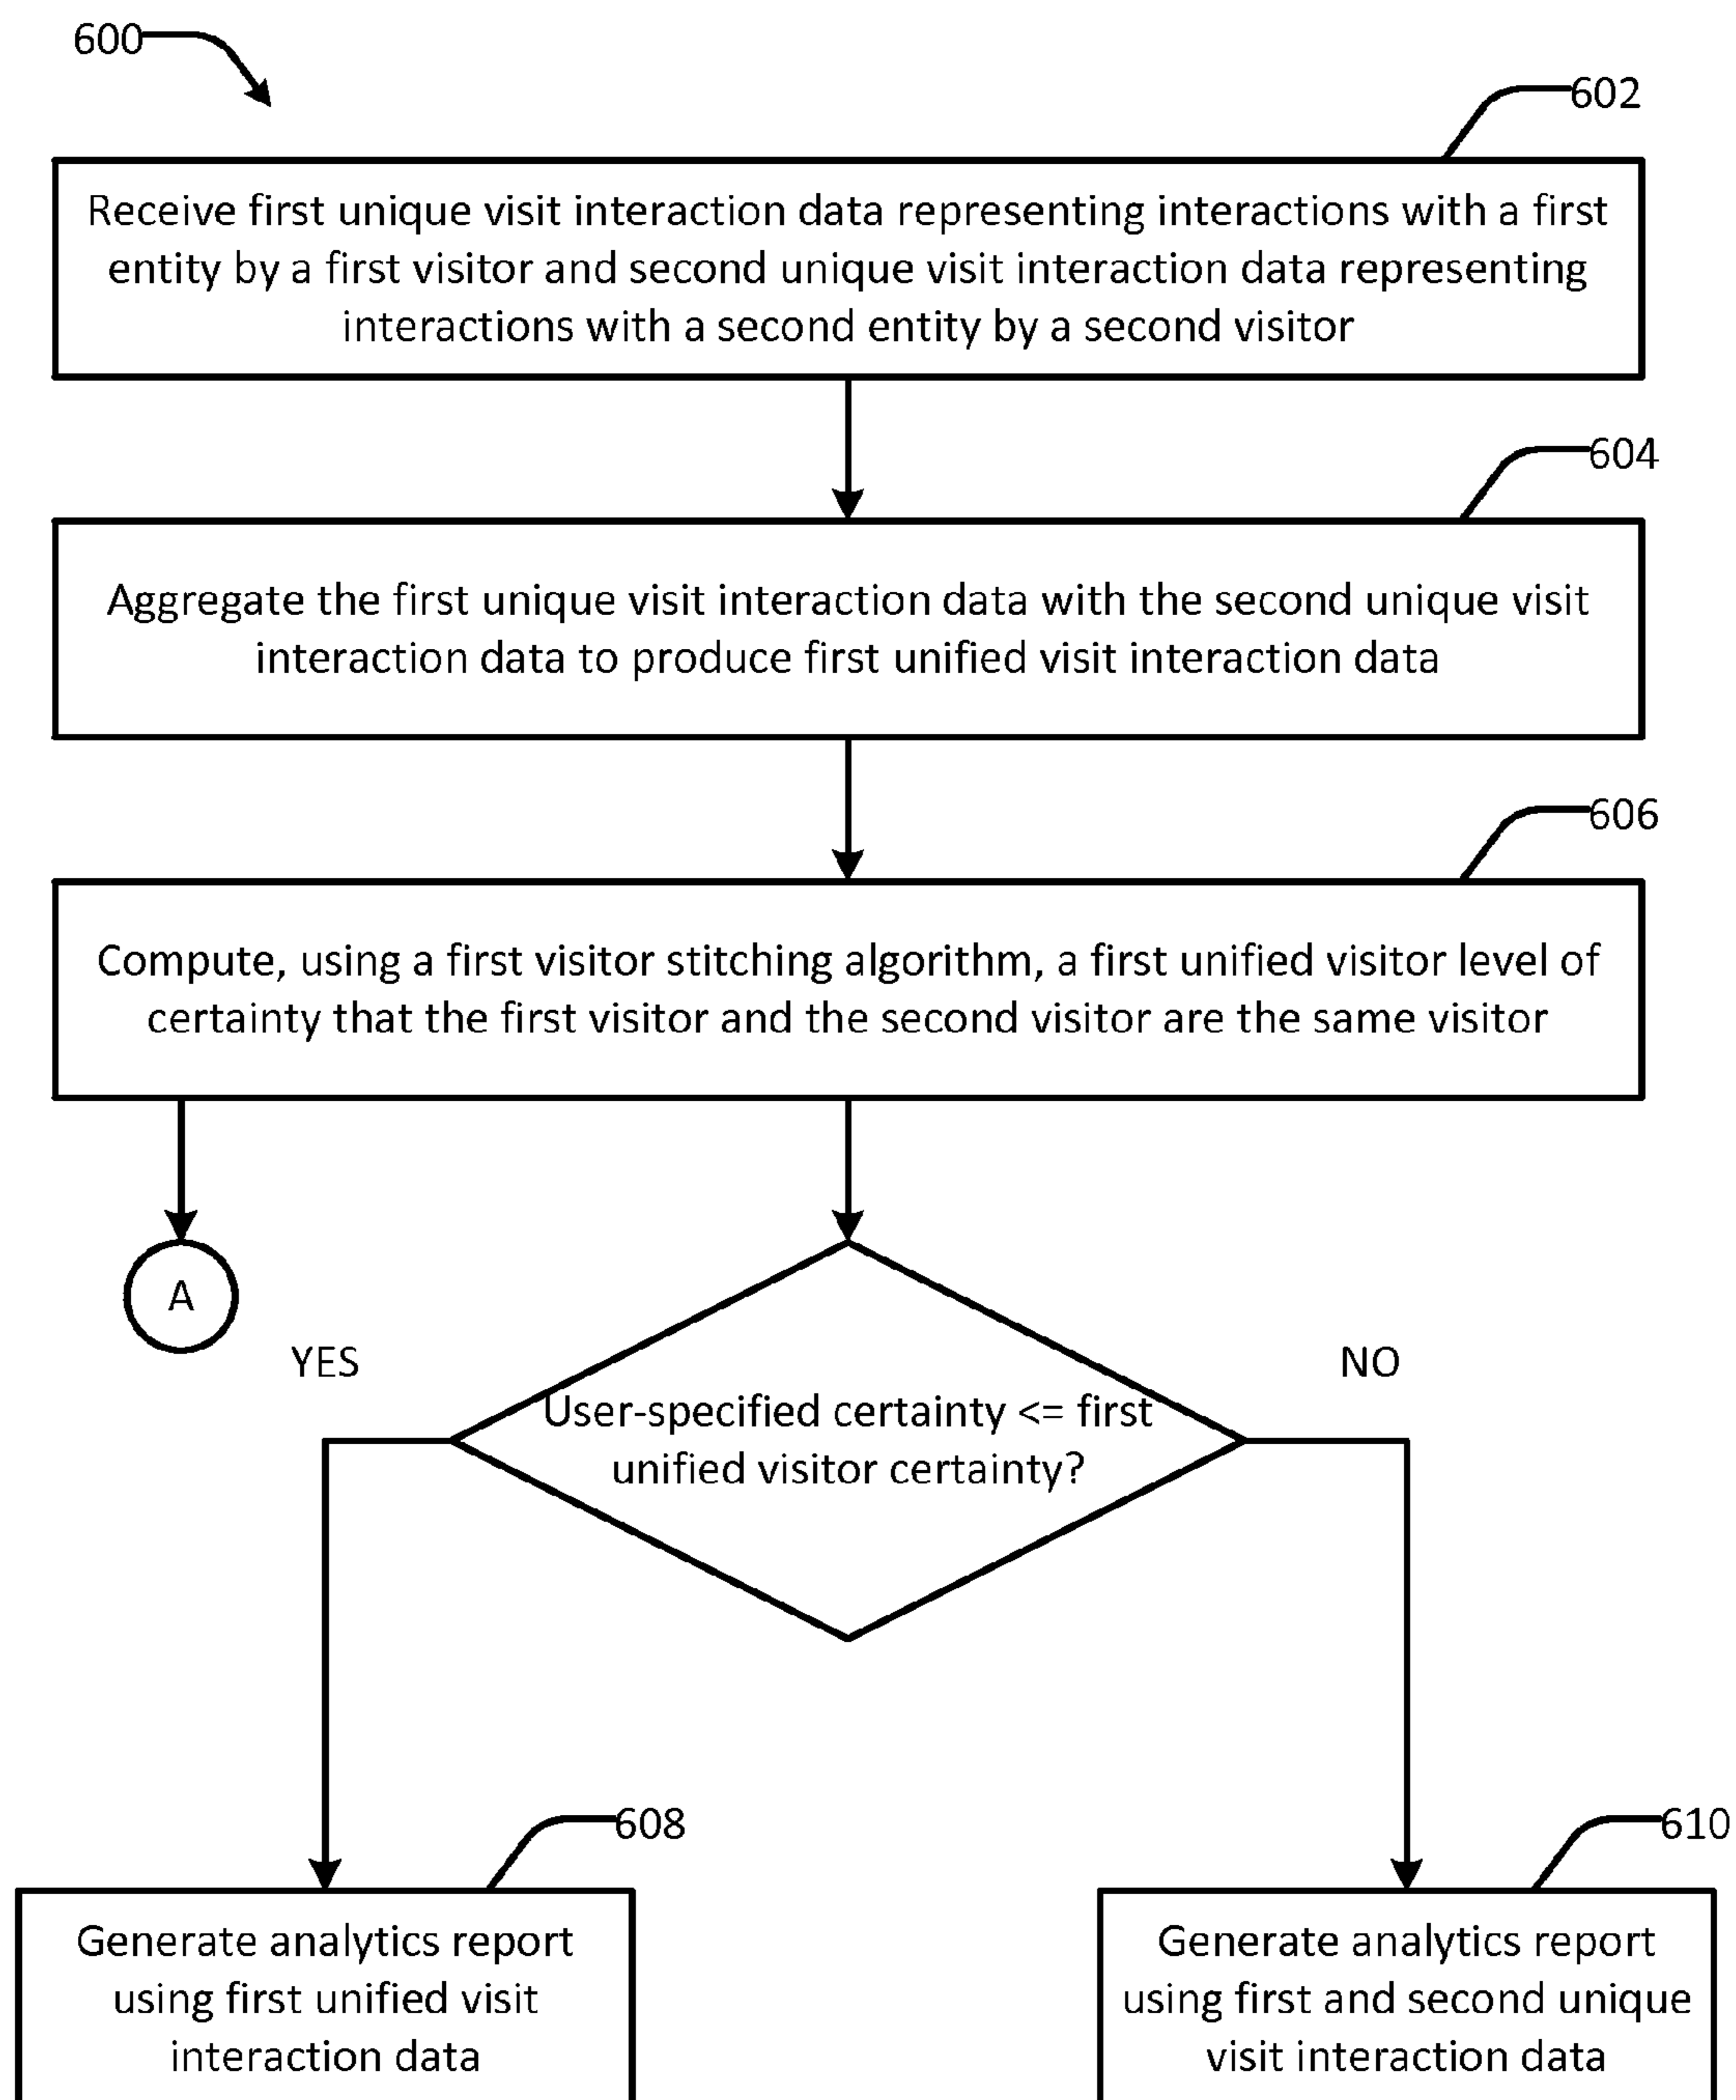 600
602
Receive first unique visit interaction data representing interactions with a first
entity by a first visitor and second unique visit interaction data representing
interactions with a second entity by a second visitor
604
Aggregate the first unique visit interaction data with the second unique visit
interaction data to produce first unified visit interaction data
606
Compute, using a first visitor stitching algorithm, a first unified visitor level of
certainty that the first visitor and the second visitor are the same visitor
A
YES
NO
User-specified certainty <= first
unified visitor certainty?
608
610
Generate analytics report
using first unified visit
interaction data
Generate analytics report
using first and second unique
visit interaction data